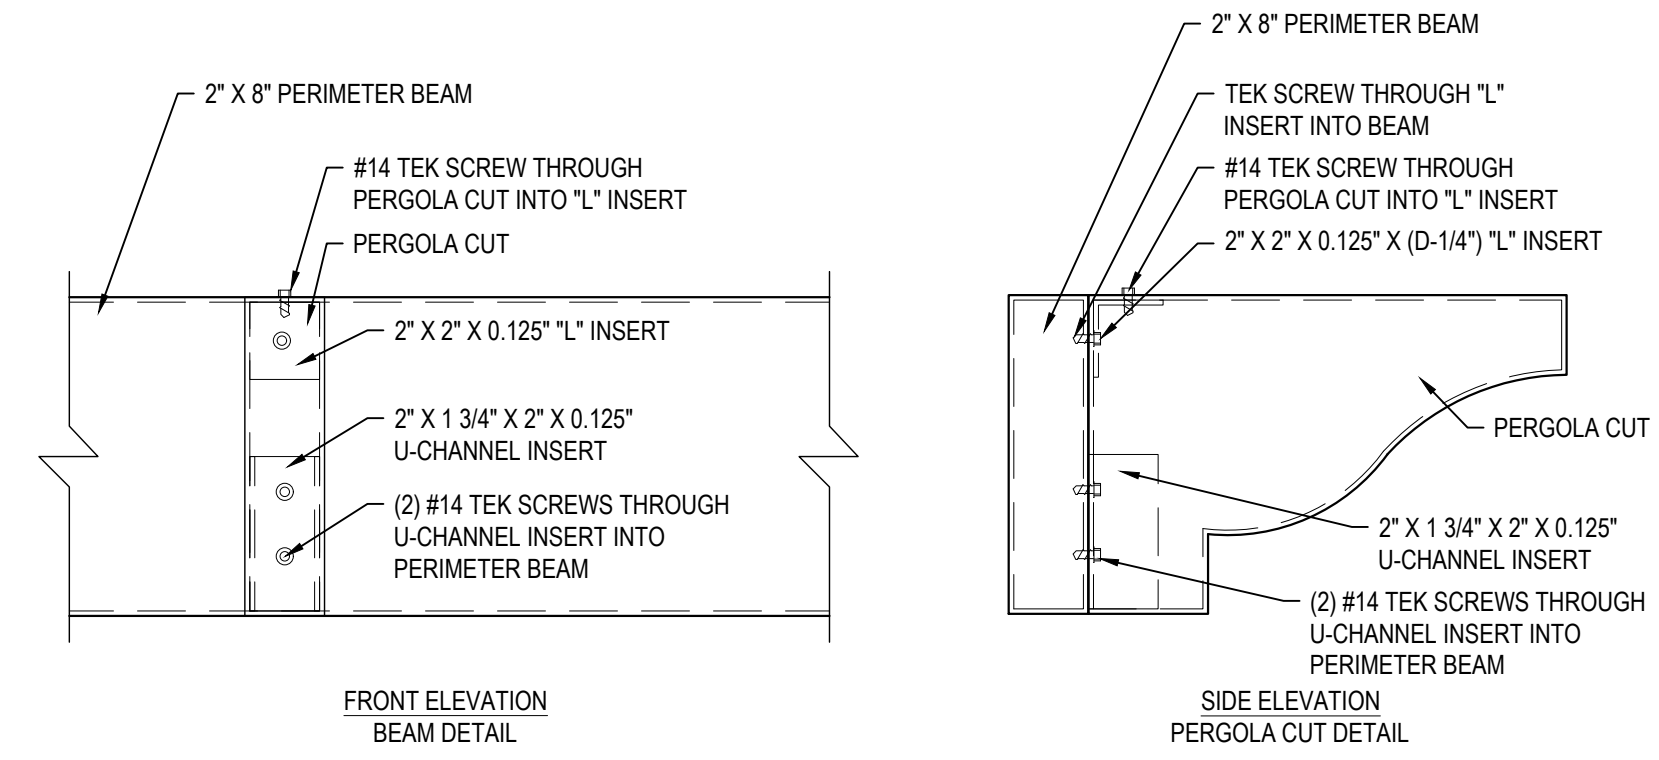 2" X 8" PERIMETER BEAM
#14 TEK SCREW THROUGH
PERGOLA CUT INTO "L" INSERT
PERGOLA CUT
2" X 2" X 0.125" "L" INSERT
2" X 1 3/4" X 2" X 0.125"
U-CHANNEL INSERT
(2) #14 TEK SCREWS THROUGH
U-CHANNEL INSERT INTO
PERIMETER BEAM
FRONT ELEVATION
BEAM DETAIL
2" X 8" PERIMETER BEAM
TEK SCREW THROUGH "L"
INSERT INTO BEAM
#14 TEK SCREW THROUGH
PERGOLA CUT INTO "L" INSERT
2" X 2" X 0.125" X (D-1/4") "L" INSERT
PERGOLA CUT
2" X 1 3/4" X 2" X 0.125"
U-CHANNEL INSERT
(2) #14 TEK SCREWS THROUGH
U-CHANNEL INSERT INTO
PERIMETER BEAM
SIDE ELEVATION
PERGOLA CUT DETAIL